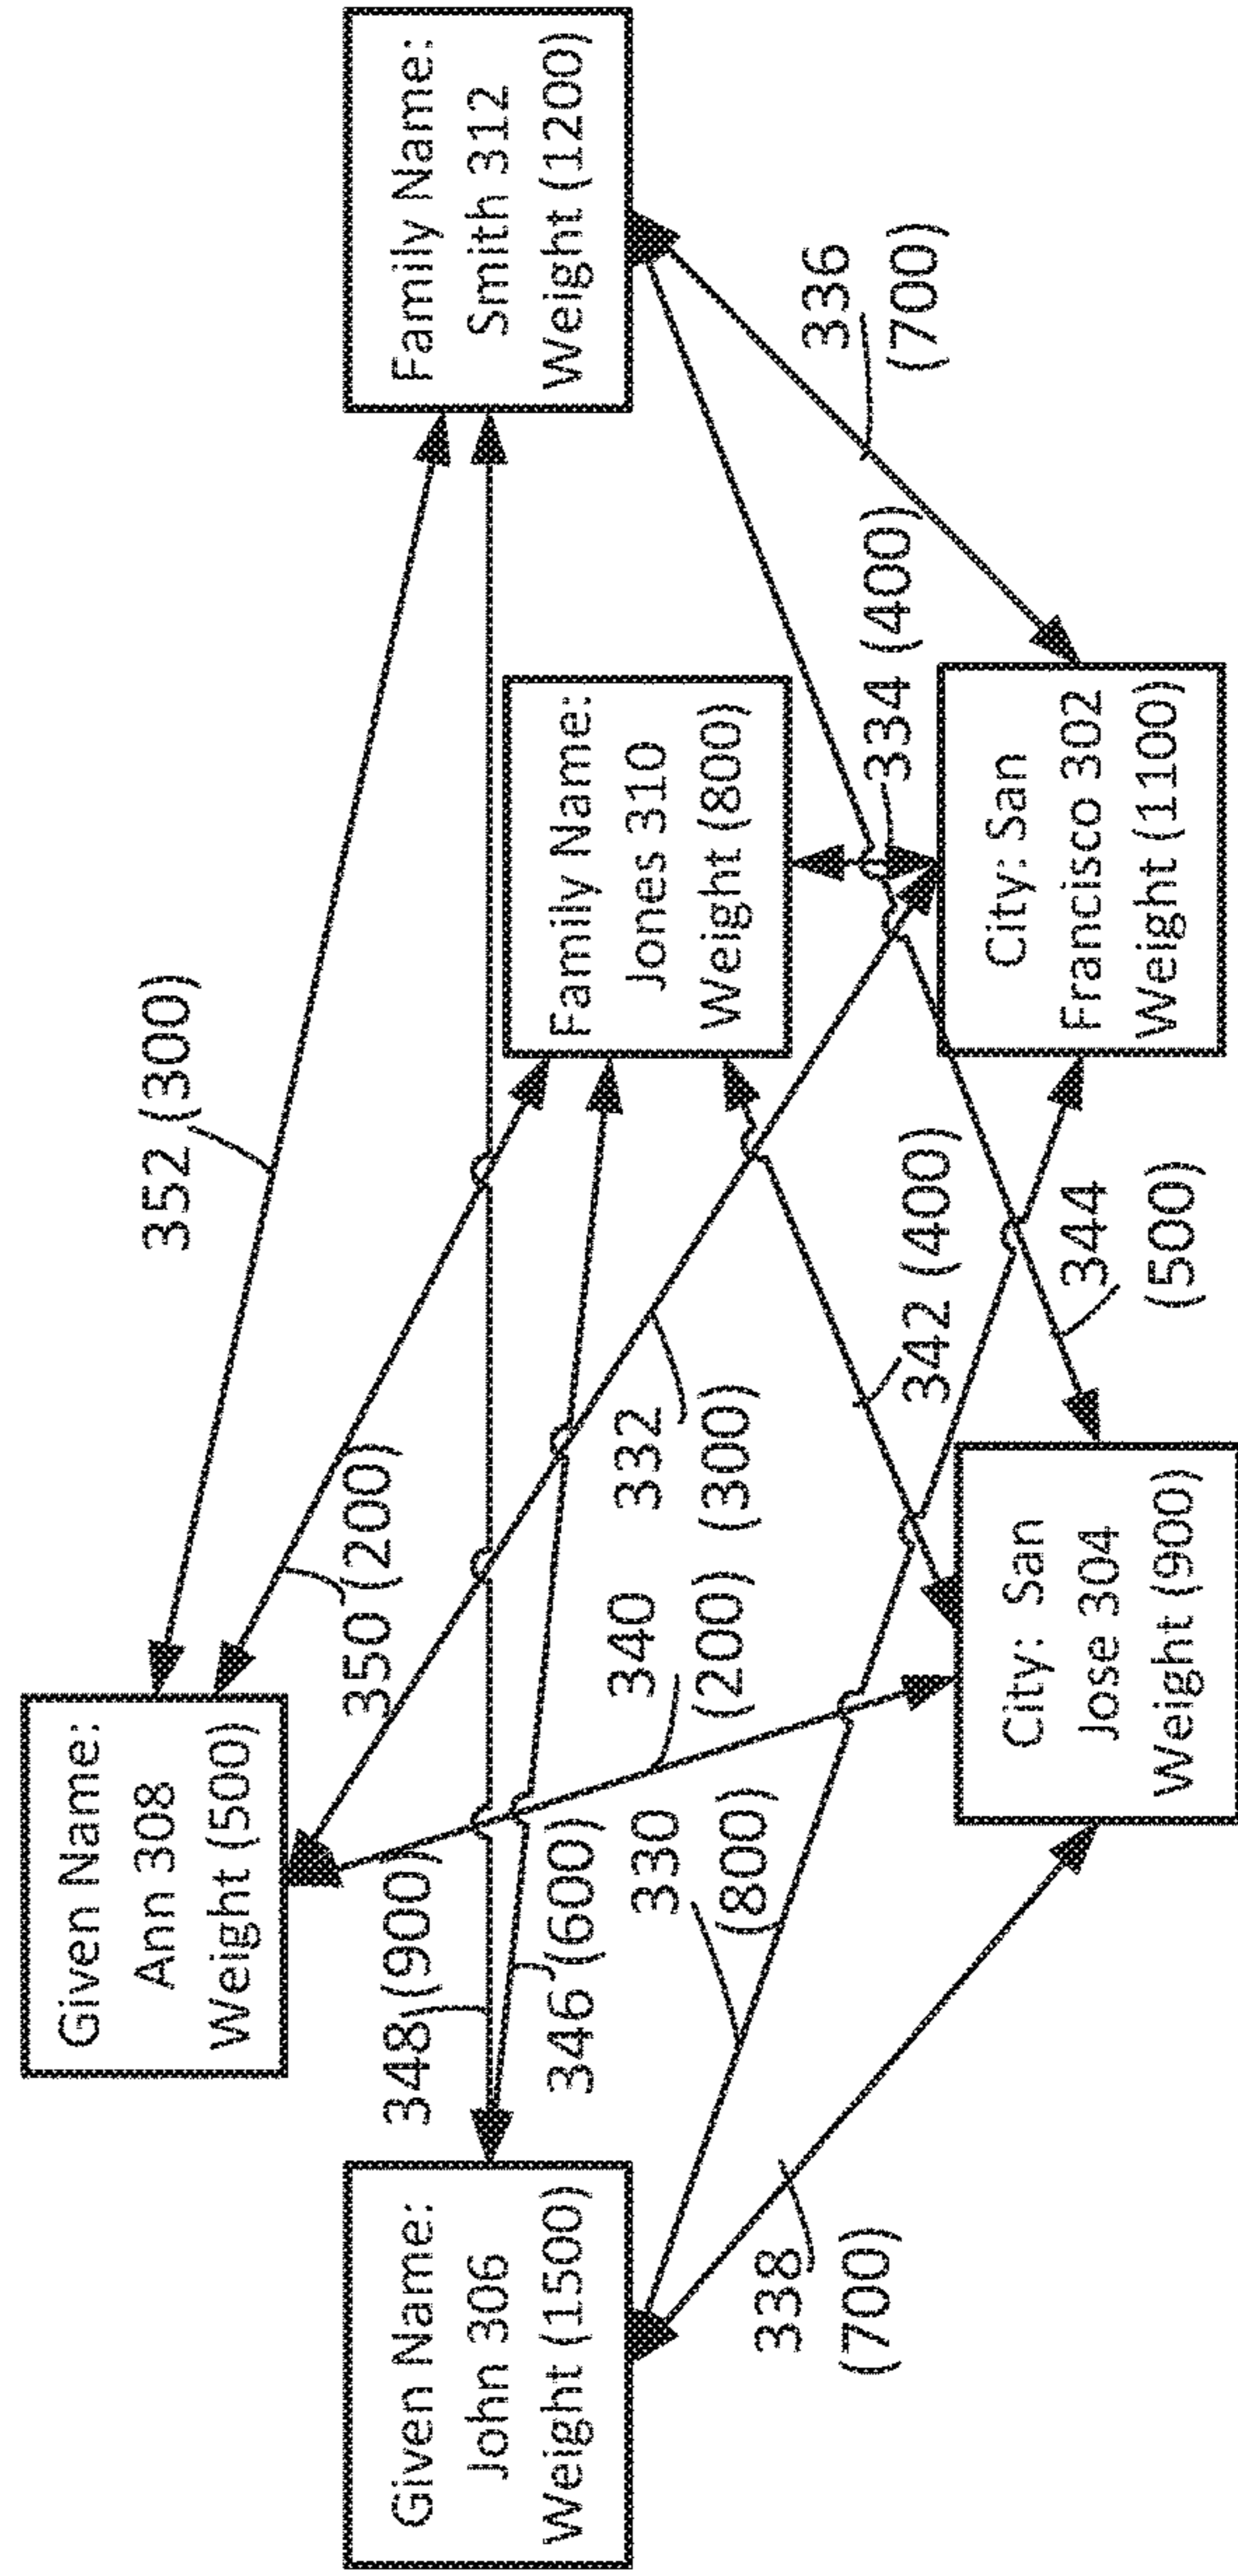 Given Name:
Ann 308
Weight (500)
352 (300)
Given Name:
John 306
Weight (1500)
Family Name:
Smith 312
Weight (1200)
348 (900)
350 (200)
346 (600)
Family Name:
Jones 310
Weight (800)
330
(800)
340
(200)
332
(300)
338
(700)
342 (400)
334 (400)
336
(700)
344
(500)
City: San
Jose 304
Weight (900)
City: San
Francisco 302
Weight (1100)